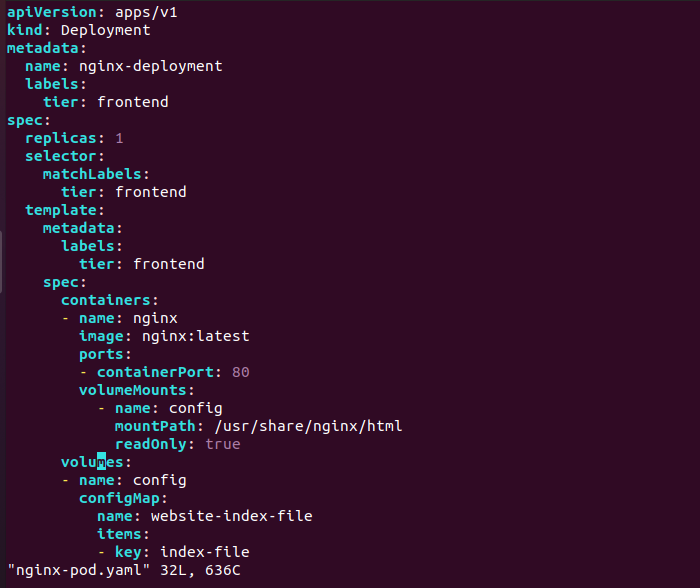 apiVersion: apps/v1
kind: Deployment
metadata:
  name: nginx-deployment
  labels:
    tier: frontend
spec:
  replicas: 1
  selector:
    matchLabels:
      tier: frontend
  template:
    metadata:
      labels:
        tier: frontend
    spec:
      containers:
      - name: nginx
        image: nginx:latest
        ports:
        - containerPort: 80
        volumeMounts:
          - name: config
            mountPath: /usr/share/nginx/html
            readOnly: true
      volumes:
      - name: config
        configMap:
          name: website-index-file
          items:
          - key: index-file
"nginx-pod.yaml" 32L, 636C